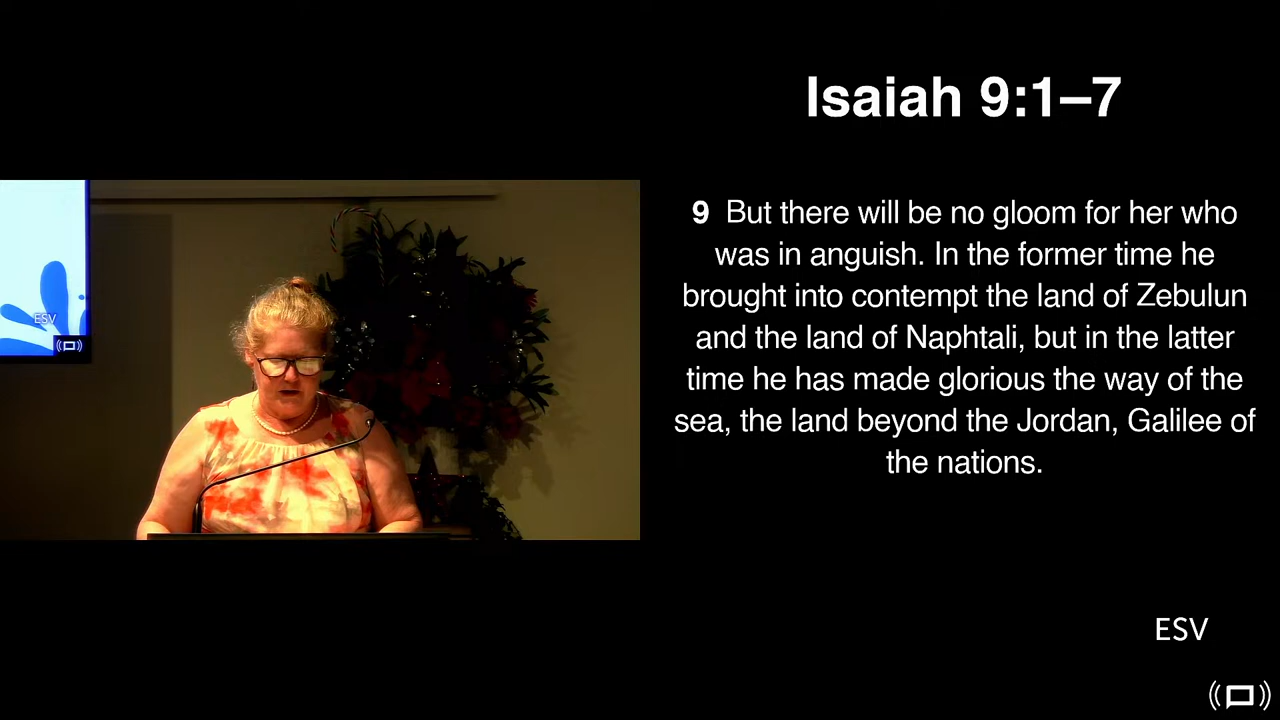 Isaiah 9:1–7
9 But there will be no gloom for her who
was in anguish. In the former time he
brought into contempt the land of Zebulun
and the land of Naphtali, but in the latter
time he has made glorious the way of the
sea, the land beyond the Jordan, Galilee of
the nations.
ESV
ESV